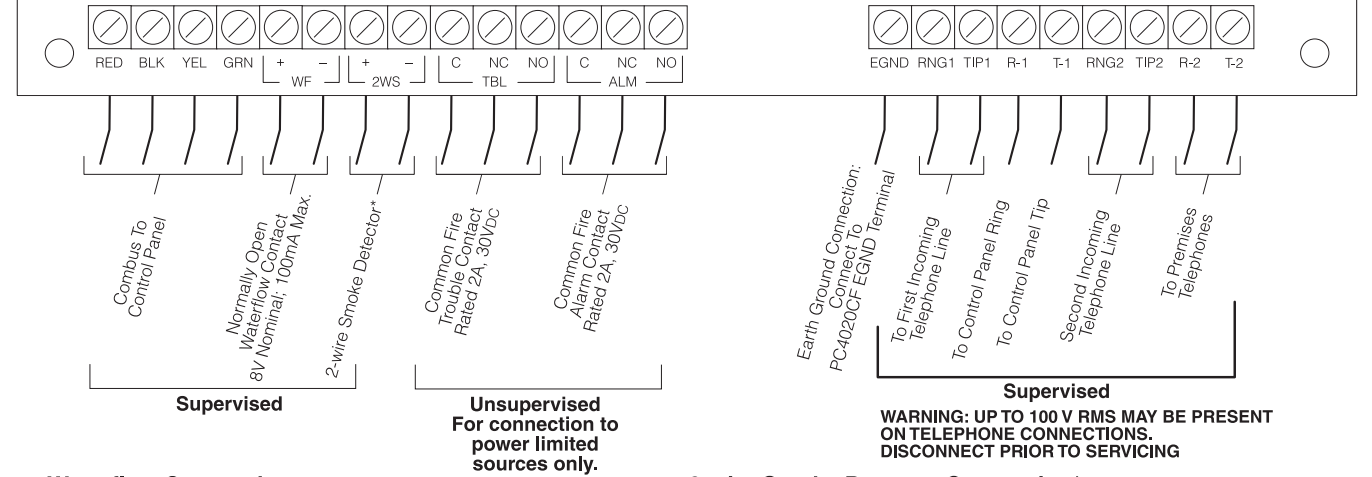 RED BLK YEL GRN + – + – C NC NO C NC NO
WF 2WS TBL ALM
EGND RNG1 TIP1 R-1 T-1 RNG2 TIP2 R-2 T-2
Combus To
Control Panel
Normally Open
Waterflow Contact
8V Nominal; 100mA Max.
2-wire Smoke Detector*
Common Fire
Trouble Contact
Rated 2A, 30VDC
Common Fire
Alarm Contact
Rated 2A, 30VDC
Earth Ground Connection:
Connect To
PC4020CF EGND Terminal
To First Incoming
Telephone Line
To Control Panel Ring
To Control Panel Tip
Second Incoming
Telephone Line
To Premises
Telephones
Supervised
Unsupervised
For connection to
power limited
sources only.
Supervised
WARNING: UP TO 100 V RMS MAY BE PRESENT
ON TELEPHONE CONNECTIONS.
DISCONNECT PRIOR TO SERVICING